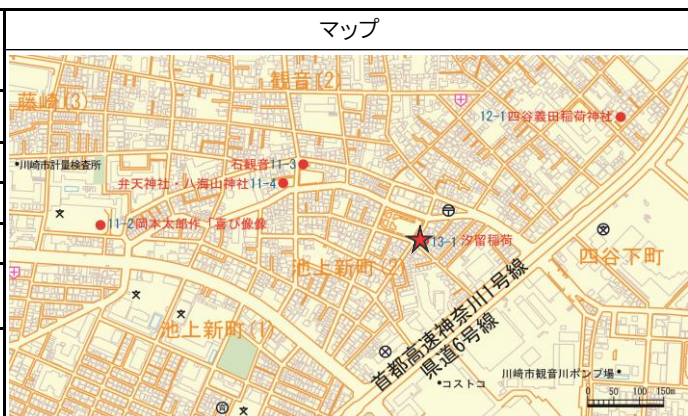 マップ
観音(2)
藤崎(3)
12-1四谷義田稲荷神社
石観音11-3
•川崎市計量検査所
弁天神社・八海山神社11-4
11-2岡本太郎作「喜び像像
13-1 汐留稲荷
四谷下町
池上新町(2)
首都高速神奈川1号線
県道6号線
池上新町(1)
川崎市観音川ポンプ場•
•コストコ
0 50 100 150m